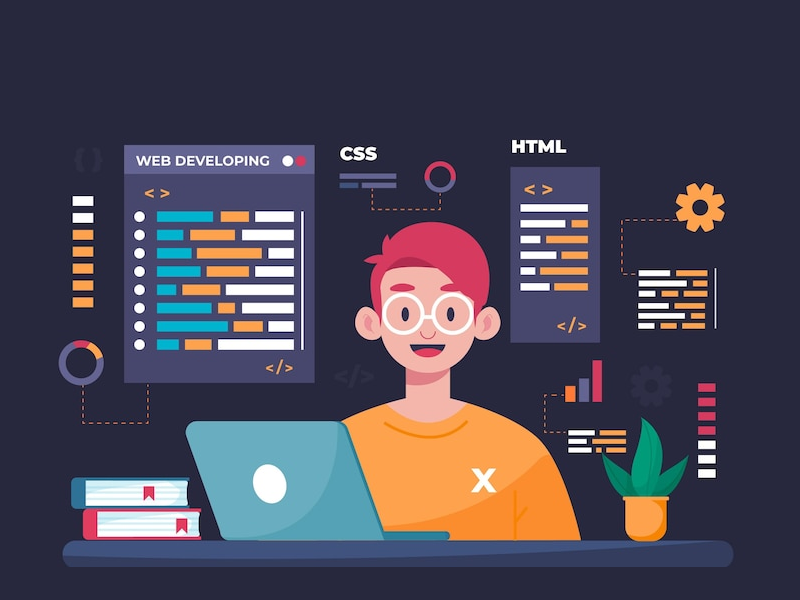 WEB DEVELOPING
CSS
HTML
< >
< >
</>
</>
</>
{ }
X